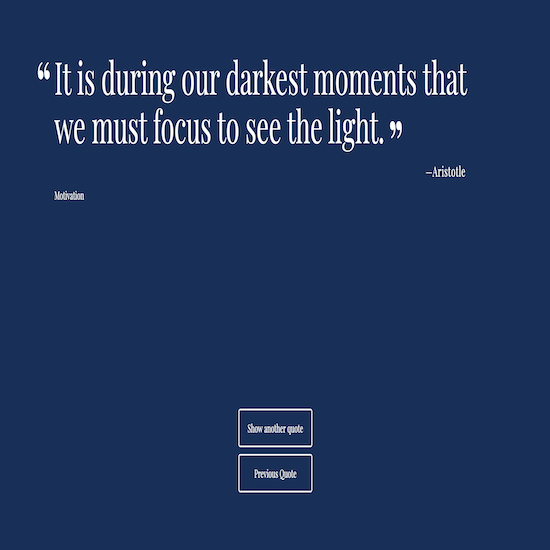 “It is during our darkest moments that
we must focus to see the light.”
–Aristotle
Motivation
Show another quote
Previous Quote